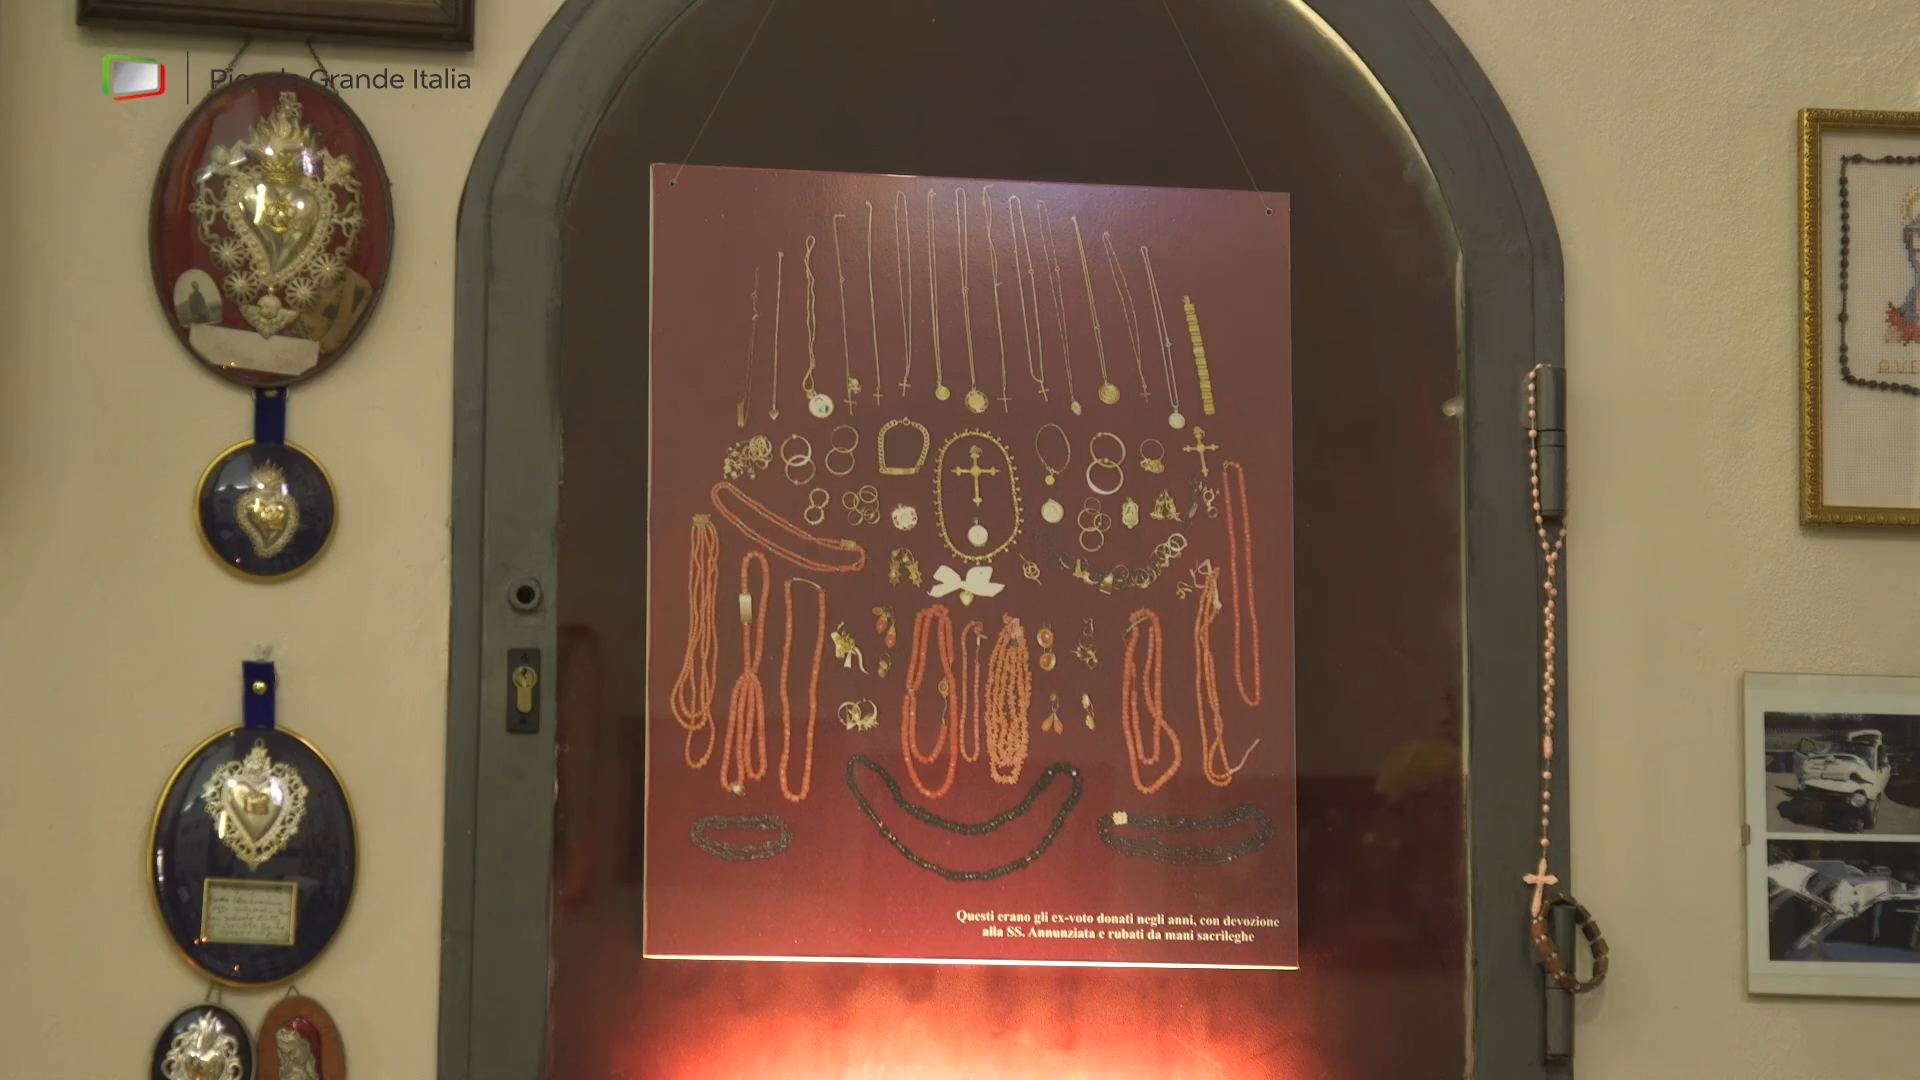 Grande Italia
Questi erano gli ex-voto donati negli anni, con devozione
alla SS. Annunziata e rubati da mani sacrileghe